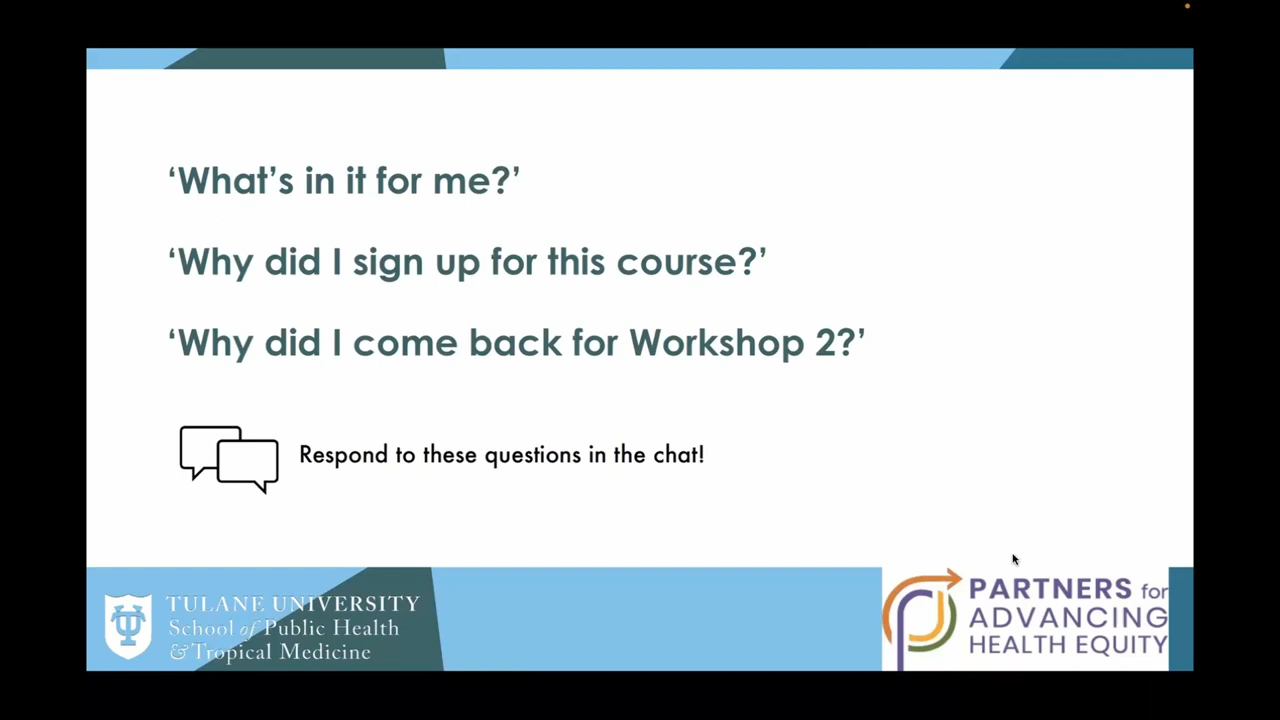 ‘What’s in it for me?’
‘Why did I sign up for this course?’
‘Why did I come back for Workshop 2?’
Respond to these questions in the chat!
TULANE UNIVERSITY
School of Public Health
& Tropical Medicine
PARTNERS for
ADVANCING
HEALTH EQUITY